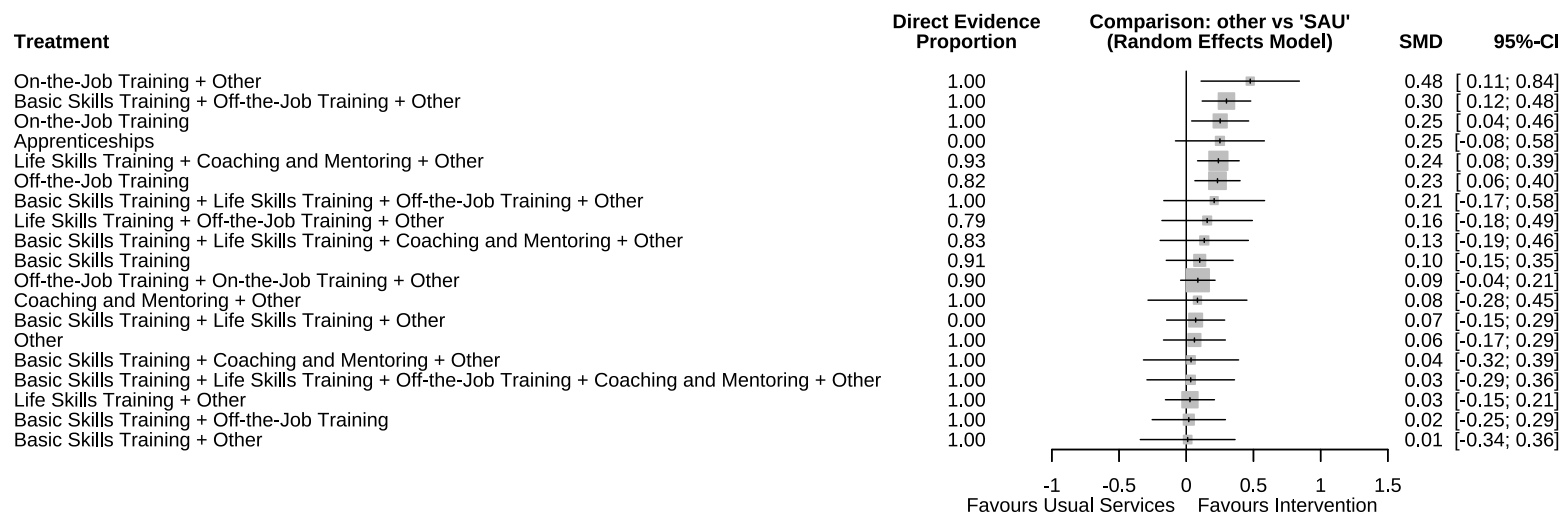 Direct Evidence Comparison: other vs 'SAU'
Treatment Proportion (Random Effects Model) SMD 95%-CI
On-the-Job Training + Other 1.00 0.48 [ 0.11; 0.84]
Basic Skills Training + Off-the-Job Training + Other 1.00 0.30 [ 0.12; 0.48]
On-the-Job Training 1.00 0.25 [ 0.04; 0.46]
Apprenticeships 0.00 0.25 [-0.08; 0.58]
Life Skills Training + Coaching and Mentoring + Other 0.93 0.24 [ 0.08; 0.39]
Off-the-Job Training 0.82 0.23 [ 0.06; 0.40]
Basic Skills Training + Life Skills Training + Off-the-Job Training + Other 1.00 0.21 [-0.17; 0.58]
Life Skills Training + Off-the-Job Training + Other 0.79 0.16 [-0.18; 0.49]
Basic Skills Training + Life Skills Training + Coaching and Mentoring + Other 0.83 0.13 [-0.19; 0.46]
Basic Skills Training 0.91 0.10 [-0.15; 0.35]
Off-the-Job Training + On-the-Job Training + Other 0.90 0.09 [-0.04; 0.21]
Coaching and Mentoring + Other 1.00 0.08 [-0.28; 0.45]
Basic Skills Training + Life Skills Training + Other 0.00 0.07 [-0.15; 0.29]
Other 1.00 0.06 [-0.17; 0.29]
Basic Skills Training + Coaching and Mentoring + Other 1.00 0.04 [-0.32; 0.39]
Basic Skills Training + Life Skills Training + Off-the-Job Training + Coaching and Mentoring + Other 1.00 0.03 [-0.29; 0.36]
Life Skills Training + Other 1.00 0.03 [-0.15; 0.21]
Basic Skills Training + Off-the-Job Training 1.00 0.02 [-0.25; 0.29]
Basic Skills Training + Other 1.00 0.01 [-0.34; 0.36]
-1 -0.5 0 0.5 1 1.5
Favours Usual Services Favours Intervention